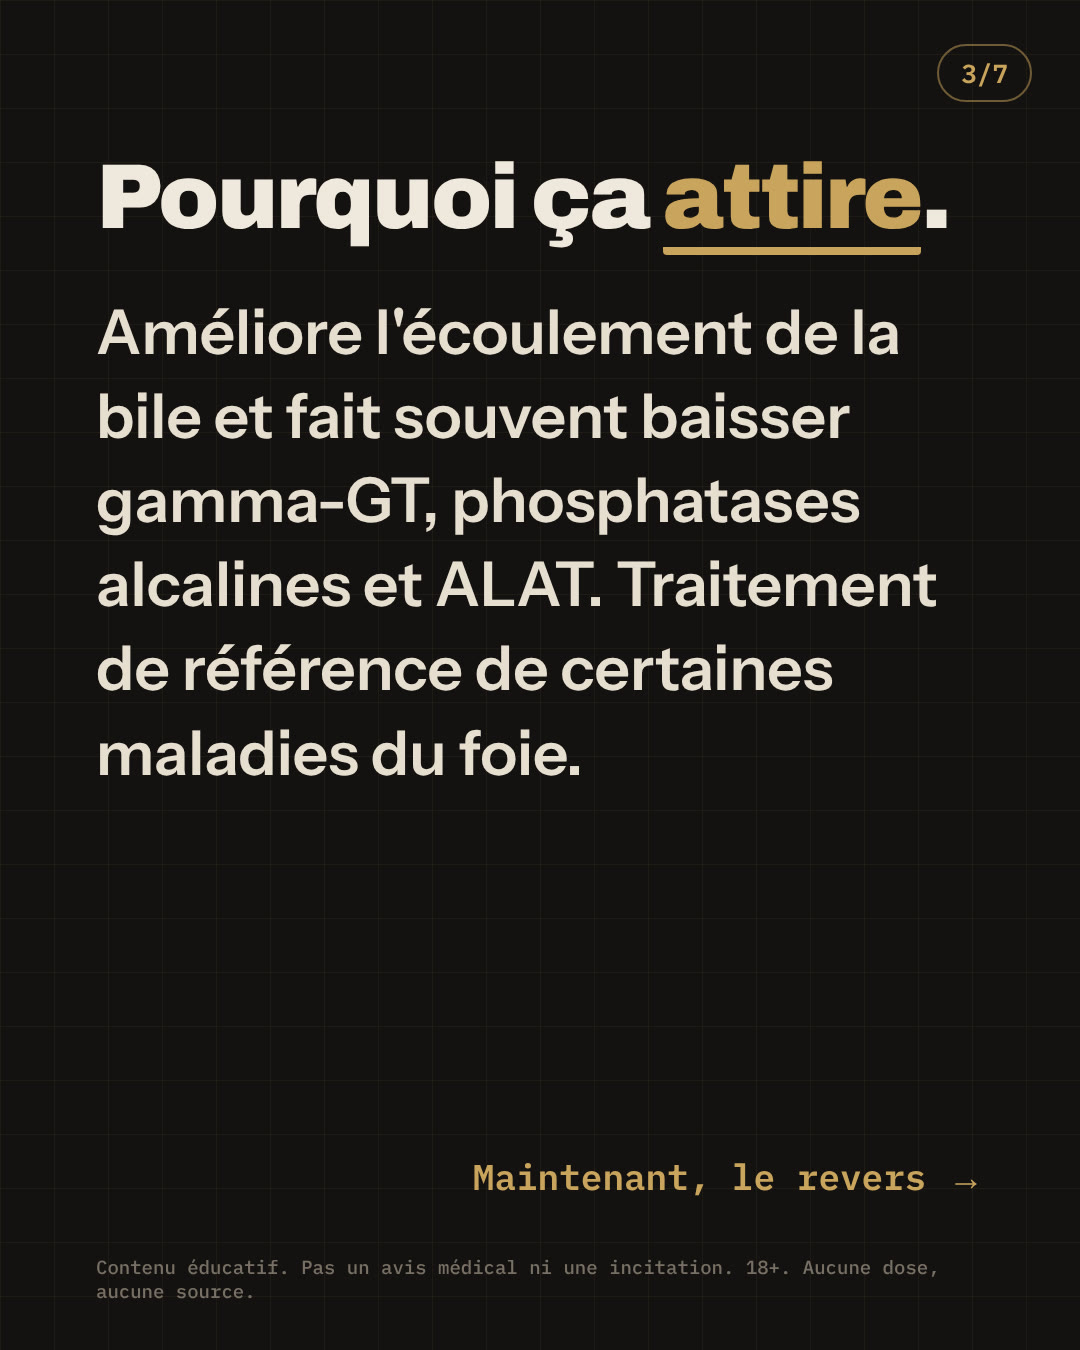 3/7
Pourquoi ça attire.
Améliore l'écoulement de la
bile et fait souvent baisser
gamma-GT, phosphatases
alcalines et ALAT. Traitement
de référence de certaines
maladies du foie.
Maintenant, le revers →
Contenu éducatif. Pas un avis médical ni une incitation. 18+. Aucune dose,
aucune source.